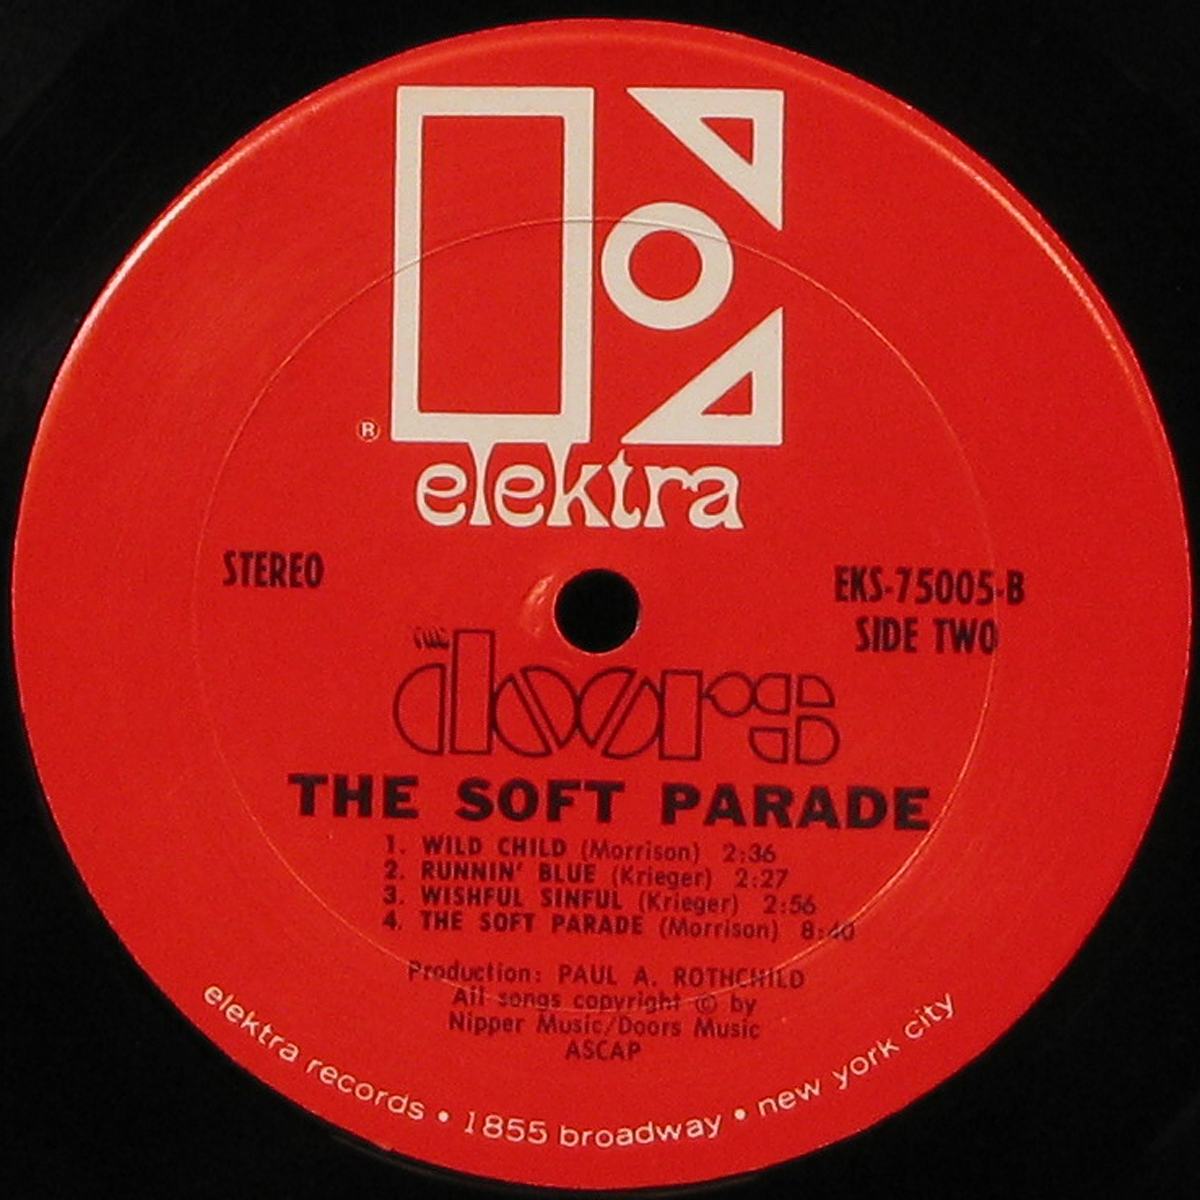 ®
elektra
STEREO
EKS-75005-B
SIDE TWO
THE
doors
THE SOFT PARADE
1. WILD CHILD (Morrison) 2:36
2. RUNNIN' BLUE (Krieger) 2:27
3. WISHFUL SINFUL (Krieger) 2:56
4. THE SOFT PARADE (Morrison) 8:40
Production: PAUL A. ROTHCHILD
All songs copyright © by
Nipper Music/Doors Music
ASCAP
elektra records • 1855 broadway • new york city